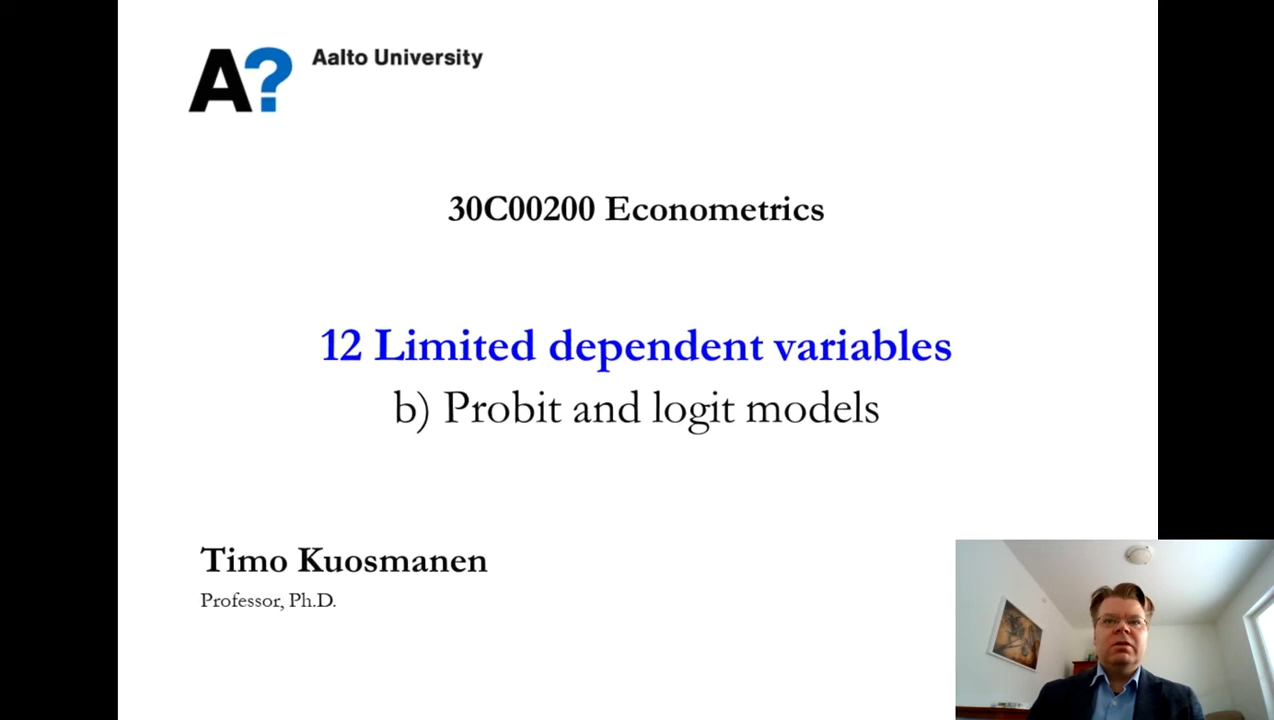 A?
Aalto University
30C00200 Econometrics
12 Limited dependent variables
b) Probit and logit models
Timo Kuosmanen
Professor, Ph.D.